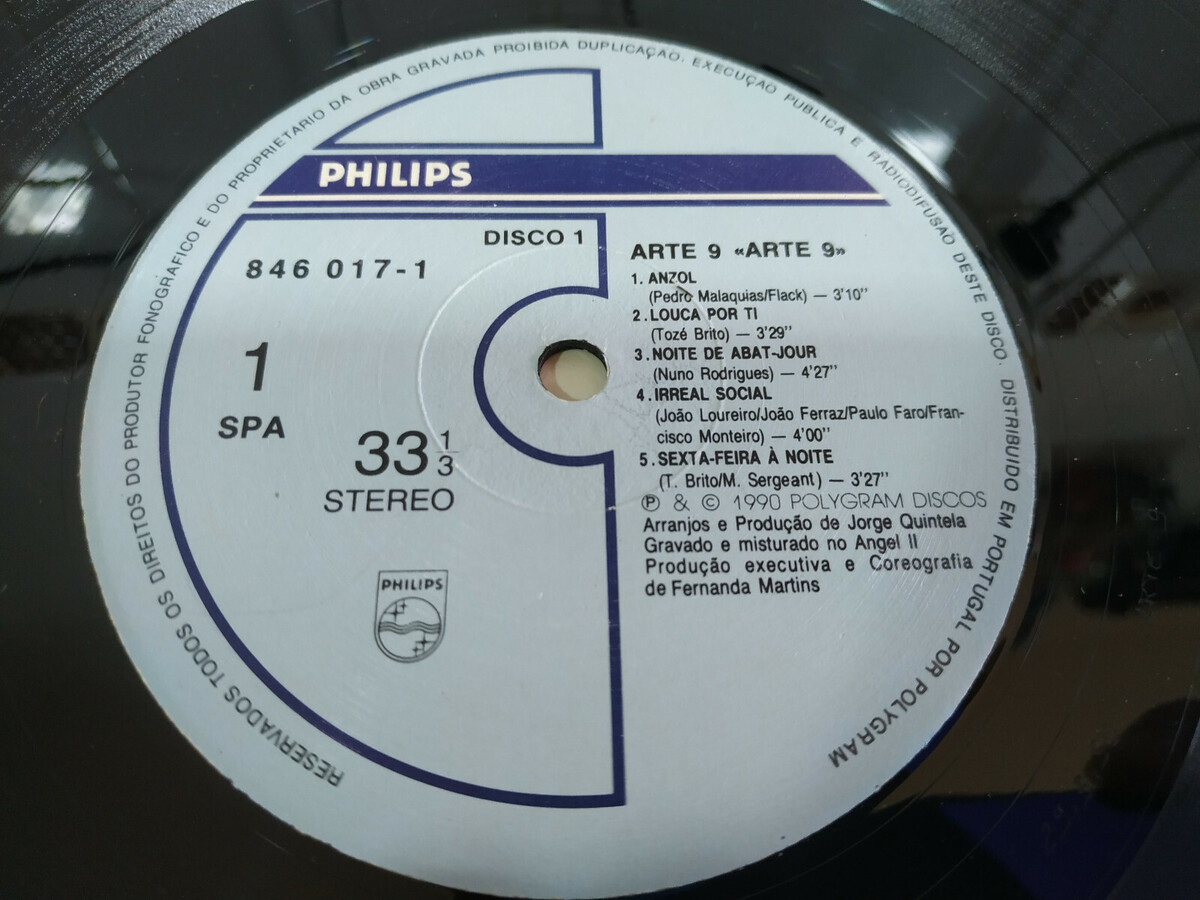 RESERVADOS TODOS OS DIREITOS DO PRODUTOR FONOGRAFICO E DO PROPRIETARIO DA OBRA GRAVADA PROIBIDA DUPLICAÇAO. EXECUÇAO PUBLICA E RADIODIFUSÃO DESTE DISCO. DISTRIBUIDO EM PORTUGAL POR POLYGRAM
PHILIPS
DISCO 1
846 017-1
1
SPA
33 1/3
STEREO
PHILIPS
ARTE 9 «ARTE 9»
1. ANZOL
(Pedro Malaquias/Flack) — 3'10"
2. LOUCA POR TI
(Tozé Brito) — 3'29"
3. NOITE DE ABAT-JOUR
(Nuno Rodrigues) — 4'27"
4. IRREAL SOCIAL
(João Loureiro/João Ferraz/Paulo Faro/Fran-
cisco Monteiro) — 4'00"
5. SEXTA-FEIRA À NOITE
(T. Brito/M. Sergeant) — 3'27"
Ⓟ & © 1990 POLYGRAM DISCOS
Arranjos e Produção de Jorge Quintela
Gravado e misturado no Angel II
Produção executiva e Coreografia
de Fernanda Martins